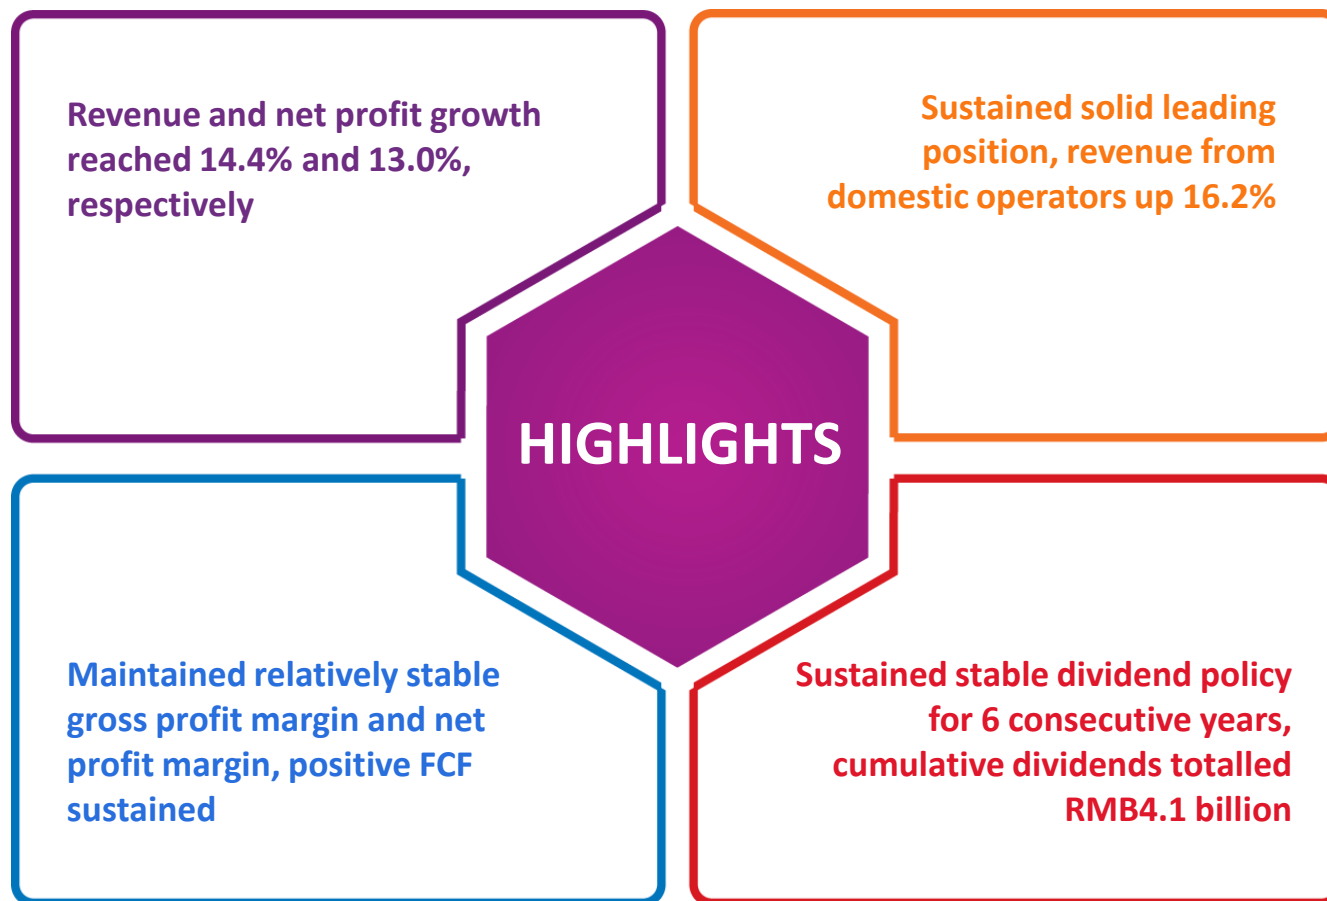 Revenue and net profit growth
reached 14.4% and 13.0%,
respectively
Sustained solid leading
position, revenue from
domestic operators up 16.2%
HIGHLIGHTS
Maintained relatively stable
gross profit margin and net
profit margin, positive FCF
sustained
Sustained stable dividend policy
for 6 consecutive years,
cumulative dividends totalled
RMB4.1 billion